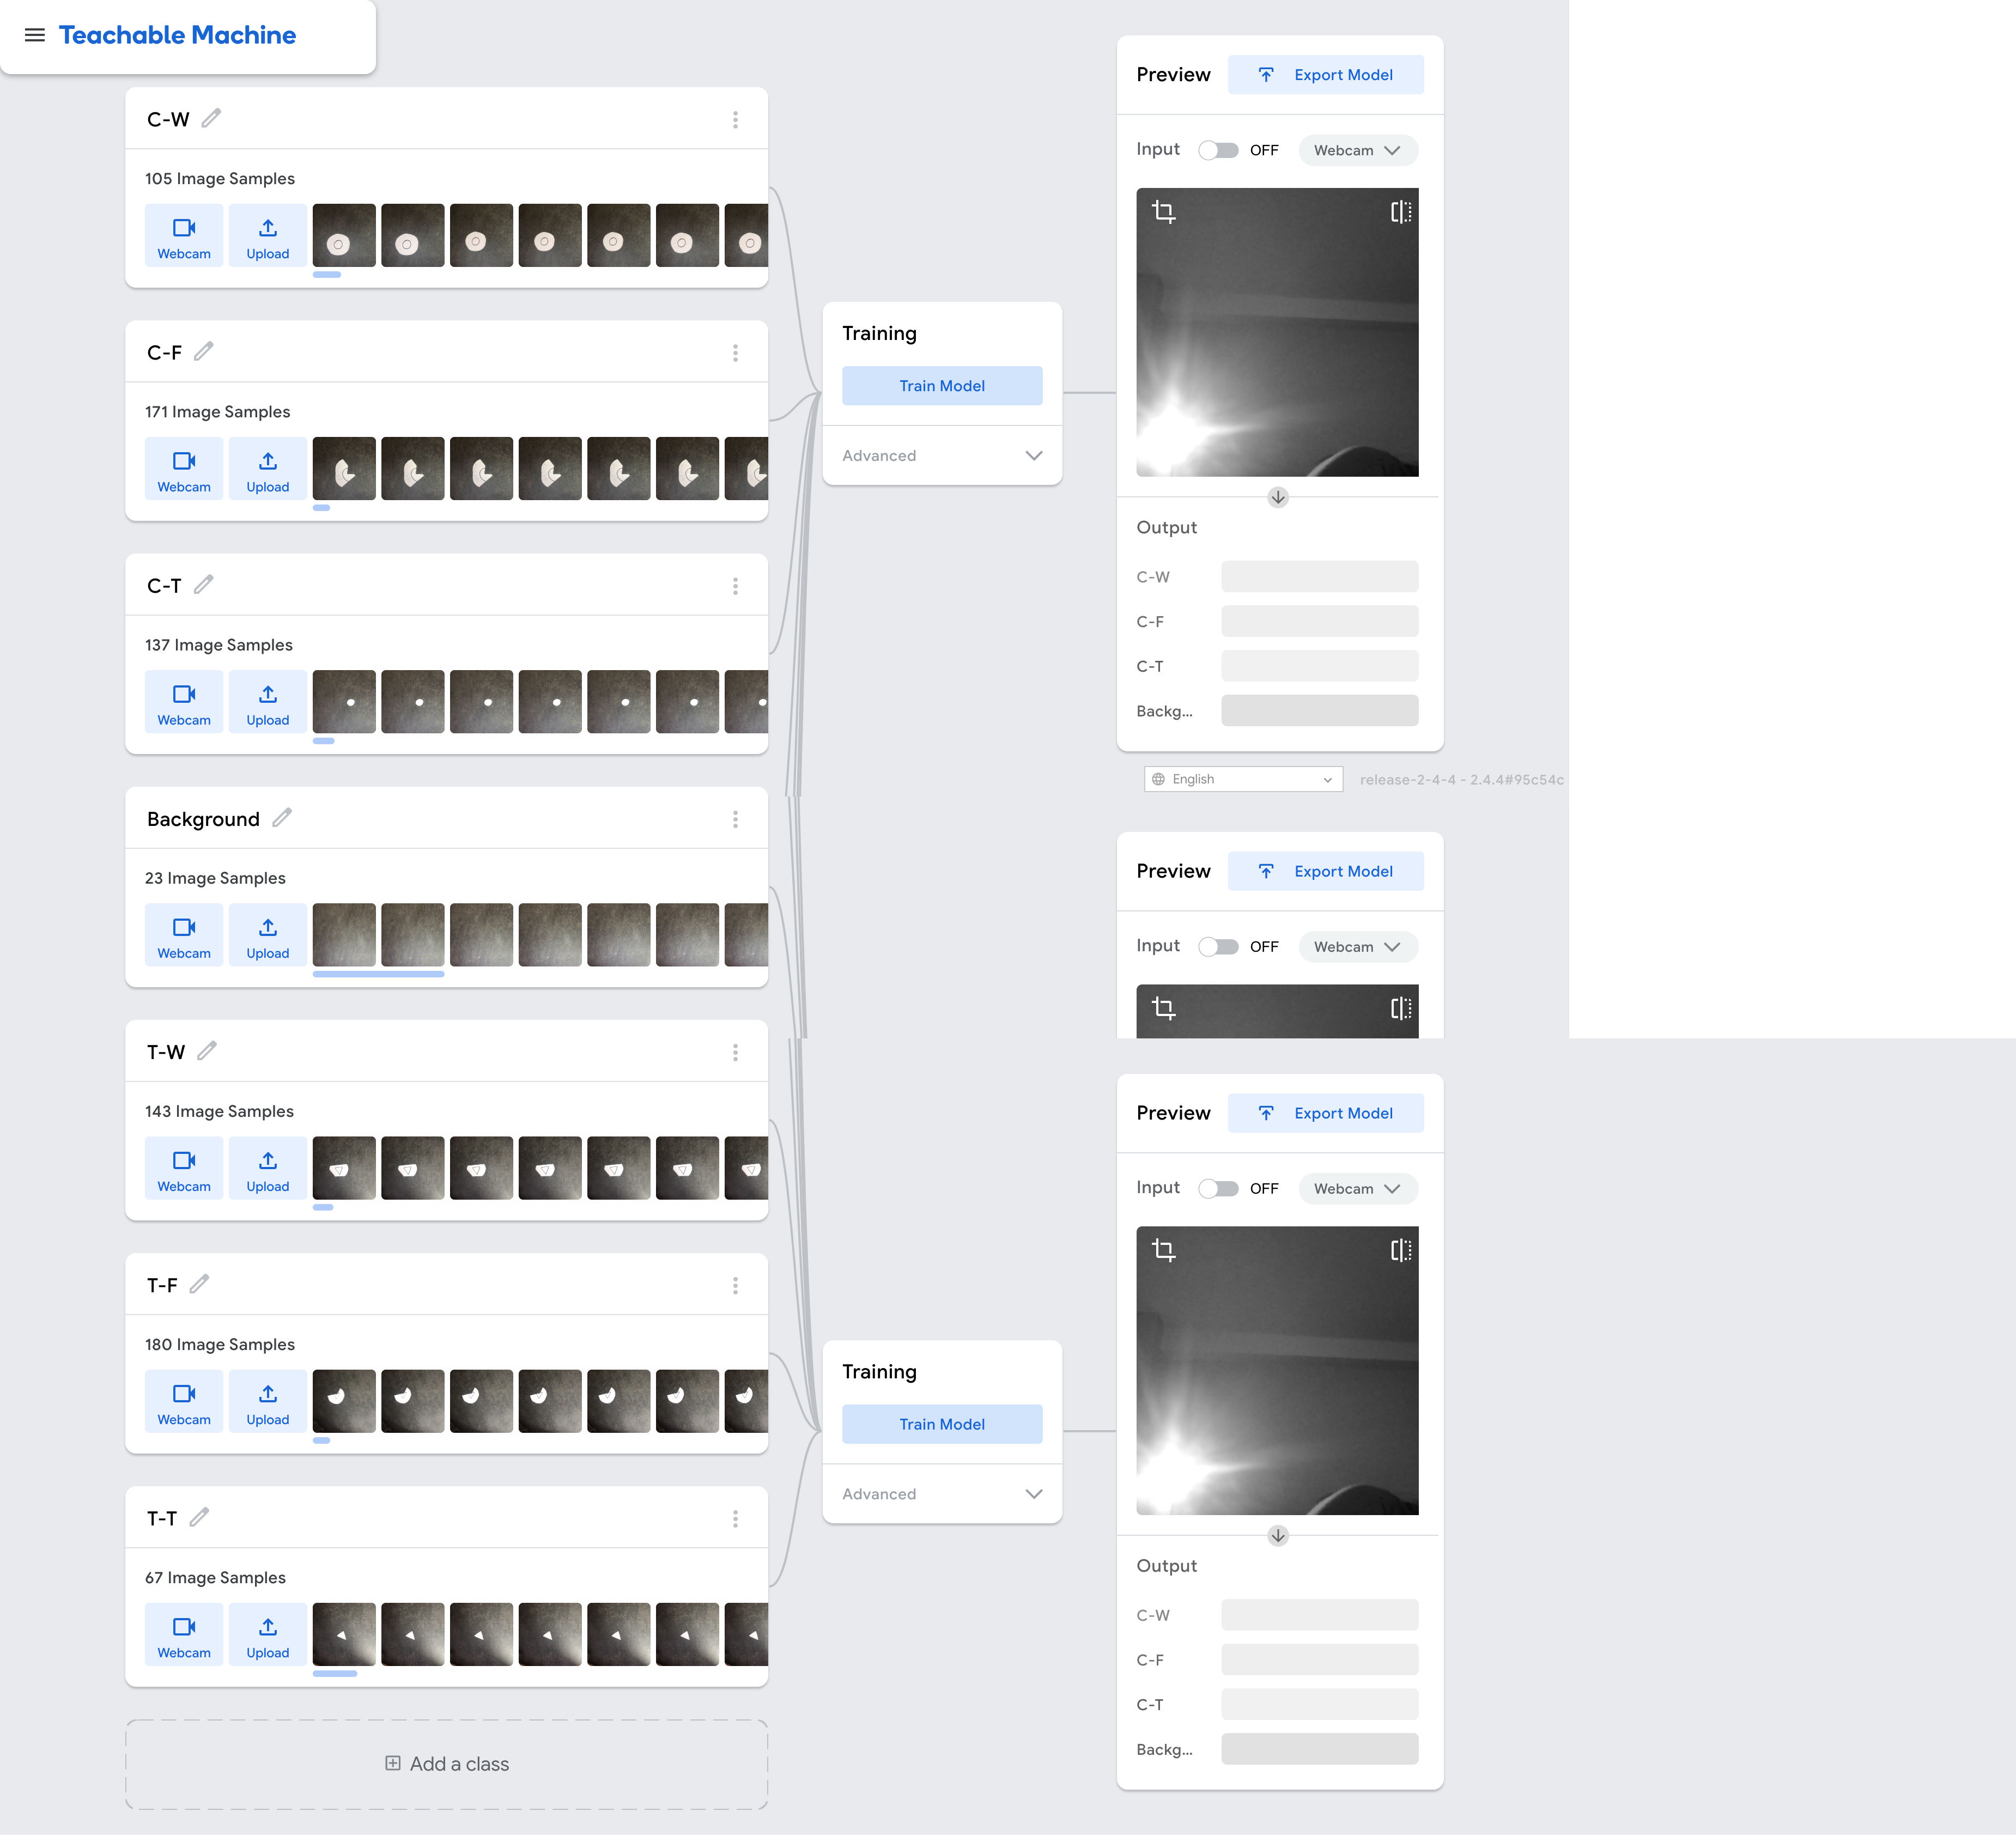 Teachable Machine
C-W
105 Image Samples
Webcam
Upload
C-F
171 Image Samples
Webcam
Upload
C-T
137 Image Samples
Webcam
Upload
Background
23 Image Samples
Webcam
Upload
T-W
143 Image Samples
Webcam
Upload
T-F
180 Image Samples
Webcam
Upload
T-T
67 Image Samples
Webcam
Upload
Add a class
Training
Train Model
Advanced
Training
Train Model
Advanced
Preview
Export Model
Input
OFF
Webcam
Output
C-W
C-F
C-T
Backg...
English
release-2-4-4 - 2.4.4#95c54c
Preview
Export Model
Input
OFF
Webcam
Preview
Export Model
Input
OFF
Webcam
Output
C-W
C-F
C-T
Backg...